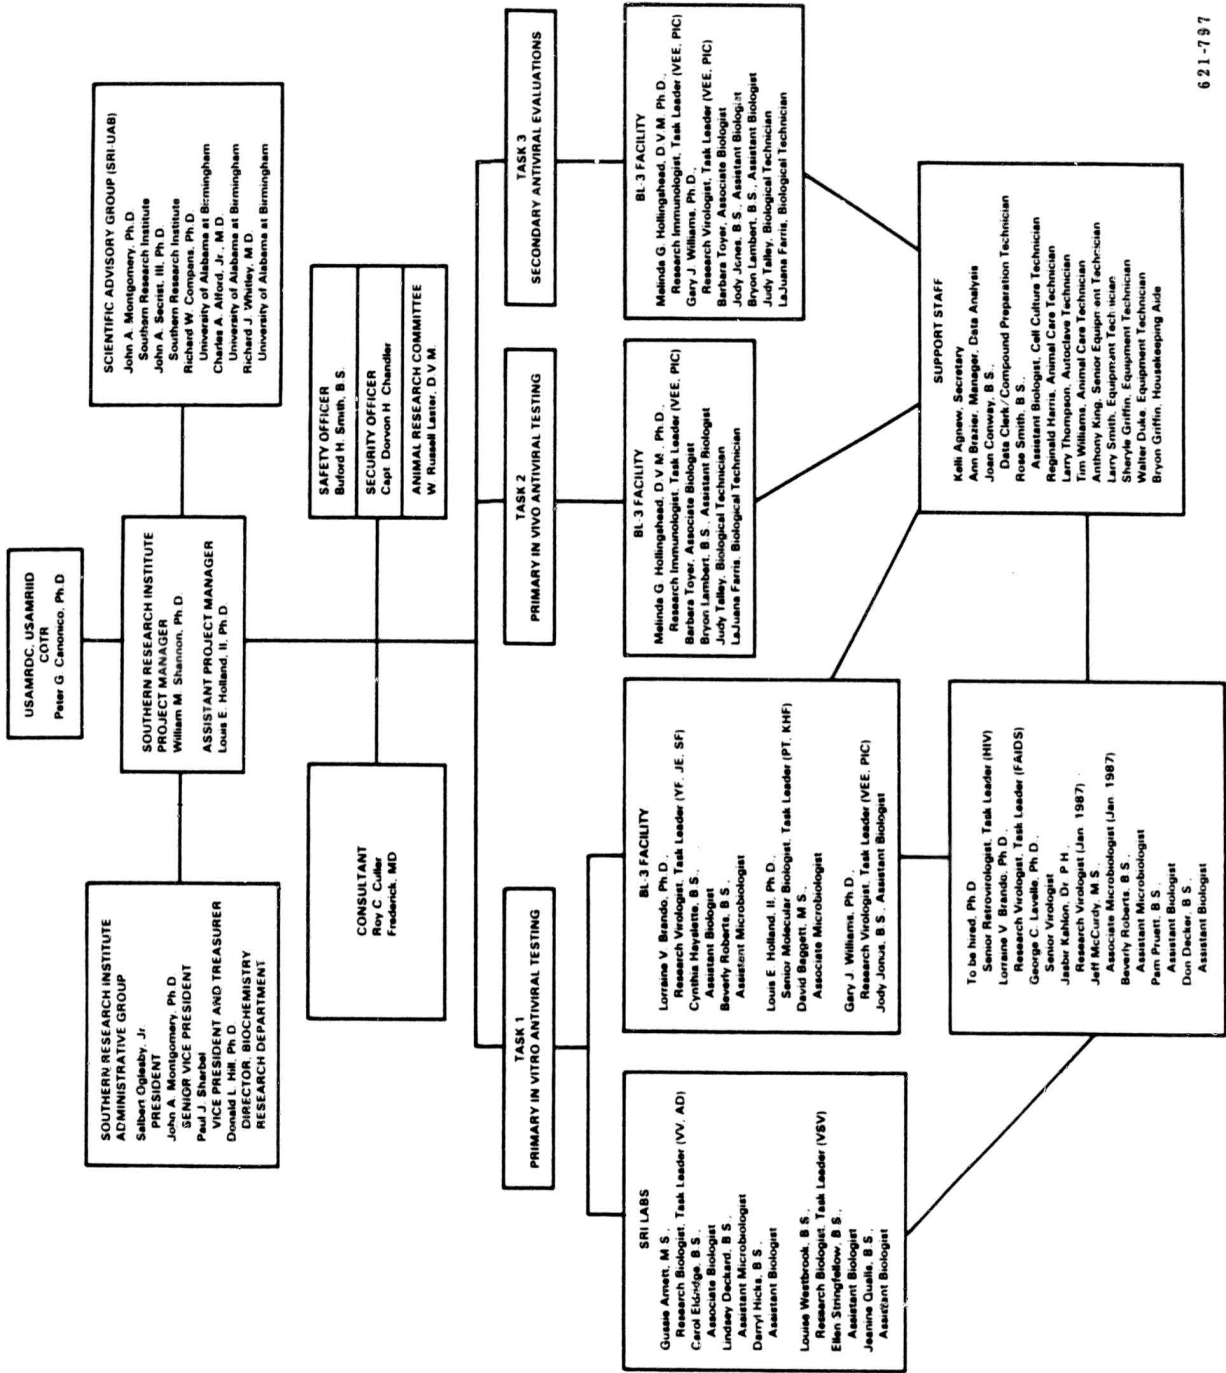 USAMRDC, USAMRIID
COTR
Peter G. Canonico, Ph.D
SOUTHERN RESEARCH INSTITUTE
ADMINISTRATIVE GROUP
Salbert Oglesby, Jr
PRESIDENT
John A. Montgomery, Ph D
SENIOR VICE PRESIDENT
Paul J. Sharbel
VICE PRESIDENT AND TREASURER
Donald L. Hill, Ph D
DIRECTOR, BIOCHEMISTRY
RESEARCH DEPARTMENT
SOUTHERN RESEARCH INSTITUTE
PROJECT MANAGER
William M. Shannon, Ph D
ASSISTANT PROJECT MANAGER
Louis E. Holland, II, Ph D
SCIENTIFIC ADVISORY GROUP (SRI-UAB)
John A. Montgomery, Ph.D.
Southern Research Institute
John A. Secrist, III, Ph D.
Southern Research Institute
Richard W. Compans, Ph D
University of Alabama at Birmingham
Charles A. Alford, Jr., M D.
University of Alabama at Birmingham
Richard J. Whitley, M D.
University of Alabama at Birmingham
CONSULTANT
Roy C Culler
Frederick, MD
SAFETY OFFICER
Buford H. Smith, B.S.
SECURITY OFFICER
Capt Dorvon H Chandler
ANIMAL RESEARCH COMMITTEE
W Russell Laster, D V M.
TASK 1
PRIMARY IN VITRO ANTIVIRAL TESTING
TASK 2
PRIMARY IN VIVO ANTIVIRAL TESTING
TASK 3
SECONDARY ANTIVIRAL EVALUATIONS
SRI LABS
Gussie Arnett, M S.,
Research Biologist, Task Leader (VV, AD)
Carol Eldridge, B S.,
Associate Biologist
Lindsey Deckard, B S.,
Assistant Microbiologist
Darryl Hicks, B S.,
Assistant Biologist
Louise Westbrook, B S.,
Research Biologist, Task Leader (VSV)
Ellen Stringfellow, B S.,
Assistant Biologist
Jeanine Qualls, B.S.,
Assistant Biologist
BL-3 FACILITY
Lorraine V Brando, Ph D.,
Research Virologist, Task Leader (YF, JE, SF)
Cynthia Hayslette, B S.,
Assistant Biologist
Beverly Roberts, B S.,
Assistant Microbiologist
Louis E Holland, II, Ph D.,
Senior Molecular Biologist, Task Leader (PT, KHF)
David Baggett, M S.,
Associate Microbiologist
Gary J. Williams, Ph D.,
Research Virologist, Task Leader (VEE, PIC)
Jody Jonus, B S., Assistant Biologist
BL-3 FACILITY
Melinda G Hollingshead, D V M., Ph D.,
Research Immunologist, Task Leader (VEE, PIC)
Barbara Toyer, Associate Biologist
Bryon Lambert, B S., Assistant Biologist
Judy Talley, Biological Technician
LaJuana Farris, Biological Technician
BL-3 FACILITY
Melinda G. Hollingshead, D V.M, Ph D.,
Research Immunologist, Task Leader (VEE, PIC)
Gary J. Williams, Ph.D.,
Research Virologist, Task Leader (VEE, PIC)
Barbara Toyer, Associate Biologist
Jody Jones, B S., Assistant Biologist
Bryon Lambert, B S., Assistant Biologist
Judy Talley, Biological Technician
LaJuana Farris, Biological Technician
To be hired, Ph D
Senior Retrovirologist, Task Leader (HIV)
Lorraine V Brando, Ph D.,
Research Virologist, Task Leader (FAIDS)
George C. Lavelle, Ph D.,
Senior Virologist
Jasbir Kahlon, Dr P H.,
Research Virologist (Jan 1987)
Jeff McCurdy, M S.,
Associate Microbiologist (Jan 1987)
Beverly Roberts, B S.,
Assistant Microbiologist
Pam Pruett, B S.,
Assistant Biologist
Don Decker, B S
Assistant Biologist
SUPPORT STAFF
Kelli Agnew, Secretary
Ann Brazier, Manager, Data Analysis
Joan Conway, B S.,
Data Clerk/Compound Preparation Technician
Rose Smith, B S.,
Assistant Biologist, Cell Culture Technician
Reginald Harris, Animal Care Technician
Larry Thompson, Autoclave Technician
Tim Williams, Animal Care Technician
Anthony King, Senior Equipment Technician
Larry Smith, Equipment Technician
Sheryle Griffin, Equipment Technician
Walter Duke, Equipment Technician
Bryon Griffin, Housekeeping Aide
621-797